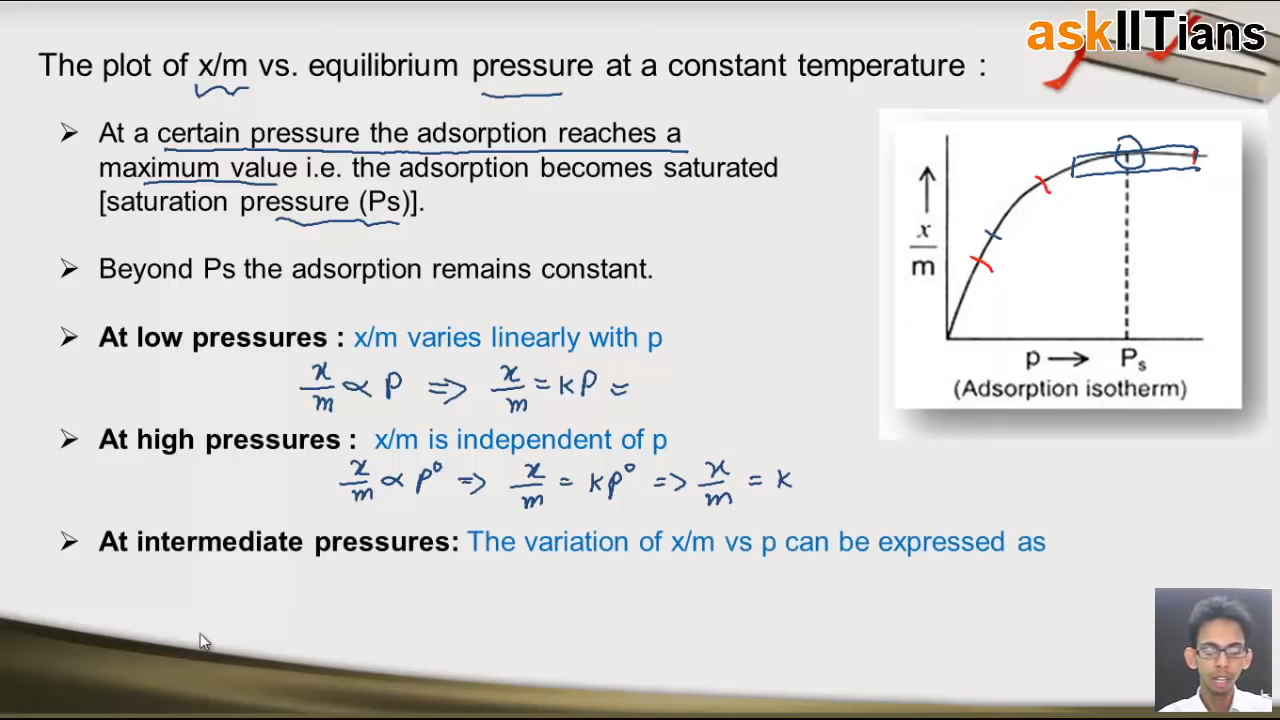 askIITians
The plot of x/m vs. equilibrium pressure at a constant temperature :
➢ At a certain pressure the adsorption reaches a
maximum value i.e. the adsorption becomes saturated
[saturation pressure (Ps)].
➢ Beyond Ps the adsorption remains constant.
➢ At low pressures : x/m varies linearly with p
x/m ∝ P ⇒ x/m = KP =
➢ At high pressures : x/m is independent of p
x/m ∝ P⁰ ⇒ x/m = KP⁰ ⇒ x/m = K
➢ At intermediate pressures: The variation of x/m vs p can be expressed as
x
m
p → Pₛ
(Adsorption isotherm)